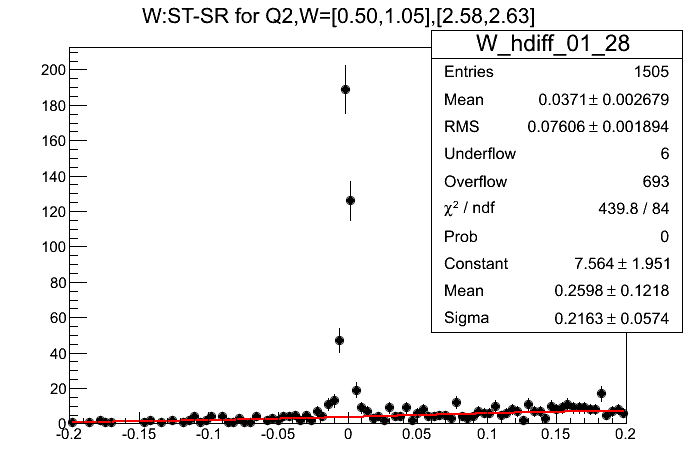 W:ST-SR for Q2,W=[0.50,1.05],[2.58,2.63]
W_hdiff_01_28
Entries 1505
Mean 0.0371 ± 0.002679
RMS 0.07606 ± 0.001894
Underflow 6
Overflow 693
χ² / ndf 439.8 / 84
Prob 0
Constant 7.564 ± 1.951
Mean 0.2598 ± 0.1218
Sigma 0.2163 ± 0.0574
200
180
160
140
120
100
80
60
40
20
0
-0.2 -0.15 -0.1 -0.05 0 0.05 0.1 0.15 0.2